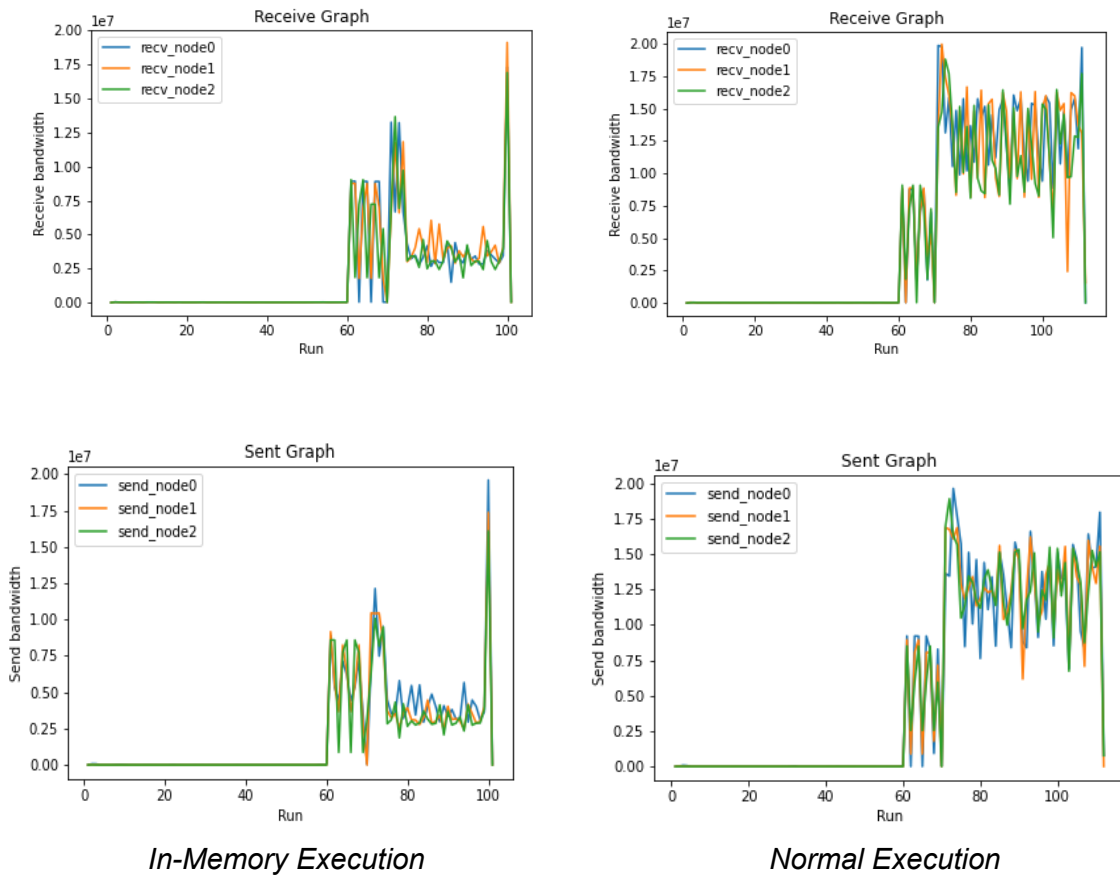 Receive Graph
1e7
2.00
1.75
1.50
1.25
1.00
0.75
0.50
0.25
0.00
Receive bandwidth
recv_node0
recv_node1
recv_node2
0 20 40 60 80 100
Run
Receive Graph
1e7
2.00
1.75
1.50
1.25
1.00
0.75
0.50
0.25
0.00
Receive bandwidth
recv_node0
recv_node1
recv_node2
0 20 40 60 80 100
Run
Sent Graph
1e7
2.00
1.75
1.50
1.25
1.00
0.75
0.50
0.25
0.00
Send bandwidth
send_node0
send_node1
send_node2
0 20 40 60 80 100
Run
Sent Graph
1e7
2.00
1.75
1.50
1.25
1.00
0.75
0.50
0.25
0.00
Send bandwidth
send_node0
send_node1
send_node2
0 20 40 60 80 100
Run
In-Memory Execution
Normal Execution